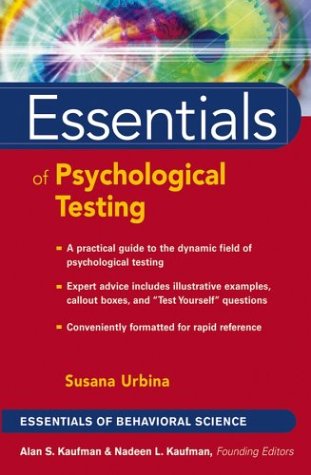 Essentials
of Psychological
Testing
- A practical guide to the dynamic field of
psychological testing
- Expert advice includes illustrative examples,
callout boxes, and “Test Yourself” questions
- Conveniently formatted for rapid reference
Susana Urbina
ESSENTIALS OF BEHAVIORAL SCIENCE
Alan S. Kaufman & Nadeen L. Kaufman, Founding Editors